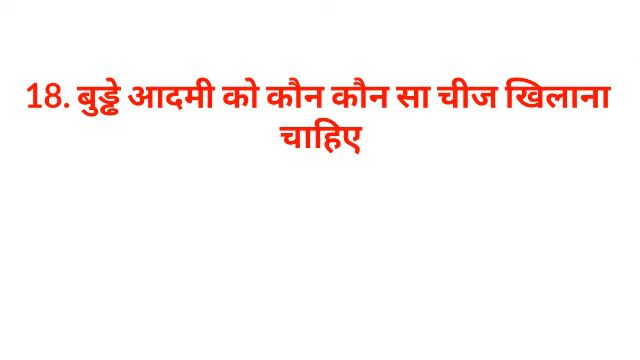 18. बुड्ढे आदमी को कौन कौन सा चीज खिलाना
चाहिए